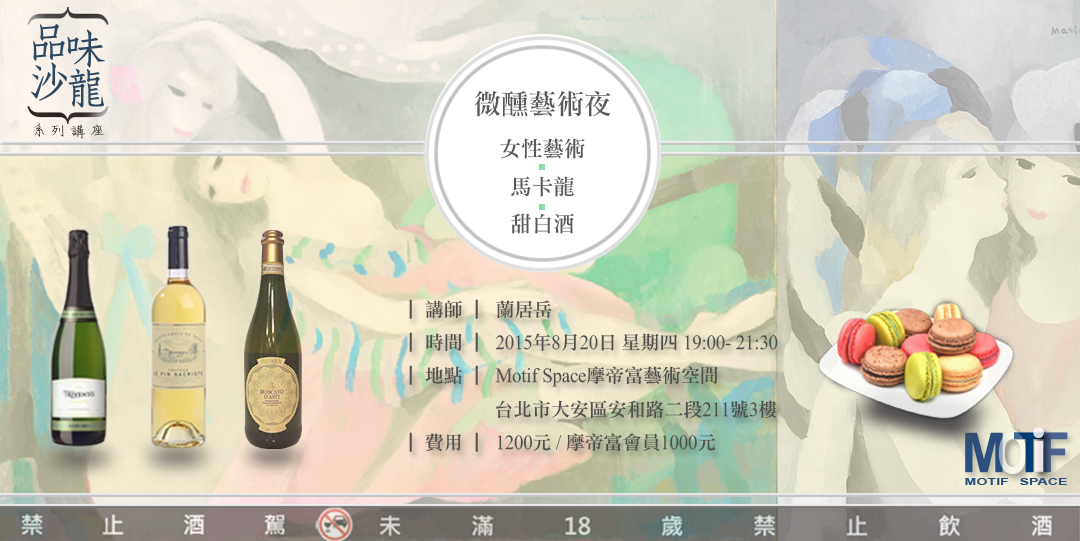 品味
沙龍
系列講座
微醺藝術夜
女性藝術
馬卡龍
甜白酒
| 講師 | 蘭居岳
| 時間 | 2015年8月20日 星期四 19:00- 21:30
| 地點 | Motif Space摩帝富藝術空間
台北市大安區安和路二段211號3樓
| 費用 | 1200元 / 摩帝富會員1000元
MOSCATO
D'ASTI
LE PIN SACRISTE
MOTiF
MOTIF SPACE
禁止酒駕 未滿18歲禁止飲酒